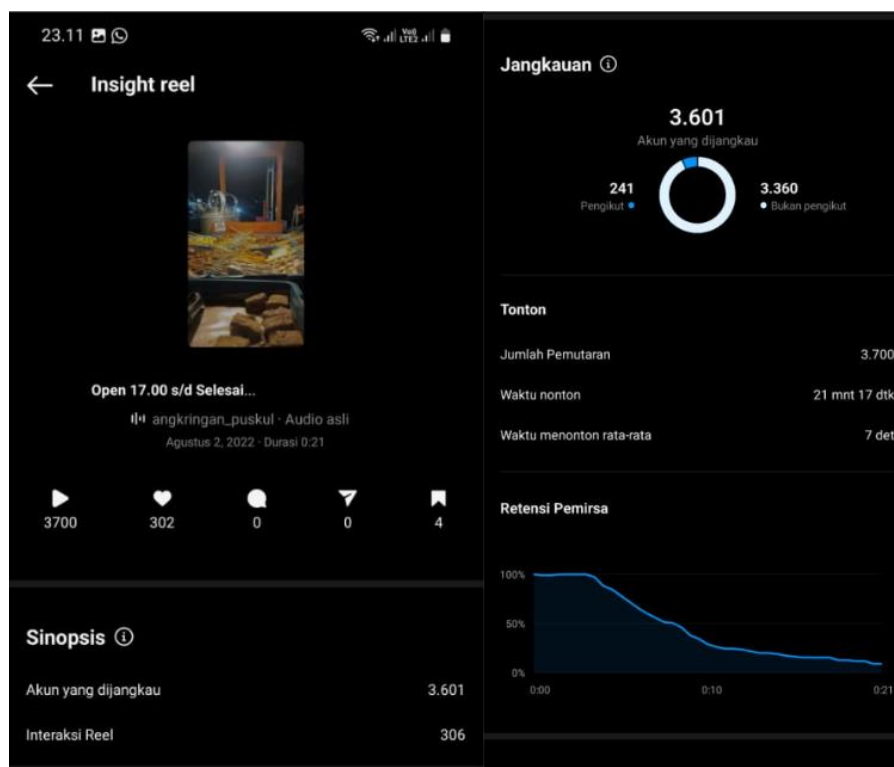 23.11
VoB
LTE2
Insight reel
Open 17.00 s/d Selesai...
angkringan_puskul · Audio asli
Agustus 2, 2022 · Durasi 0:21
3700 302 0 0 4
Sinopsis
Akun yang dijangkau 3.601
Interaksi Reel 306
Jangkauan
3.601
Akun yang dijangkau
241
Pengikut
3.360
Bukan pengikut
Tonton
Jumlah Pemutaran 3.700
Waktu nonton 21 mnt 17 dtk
Waktu menonton rata-rata 7 det
Retensi Pemirsa
100%
50%
0%
0:00 0:10 0:21